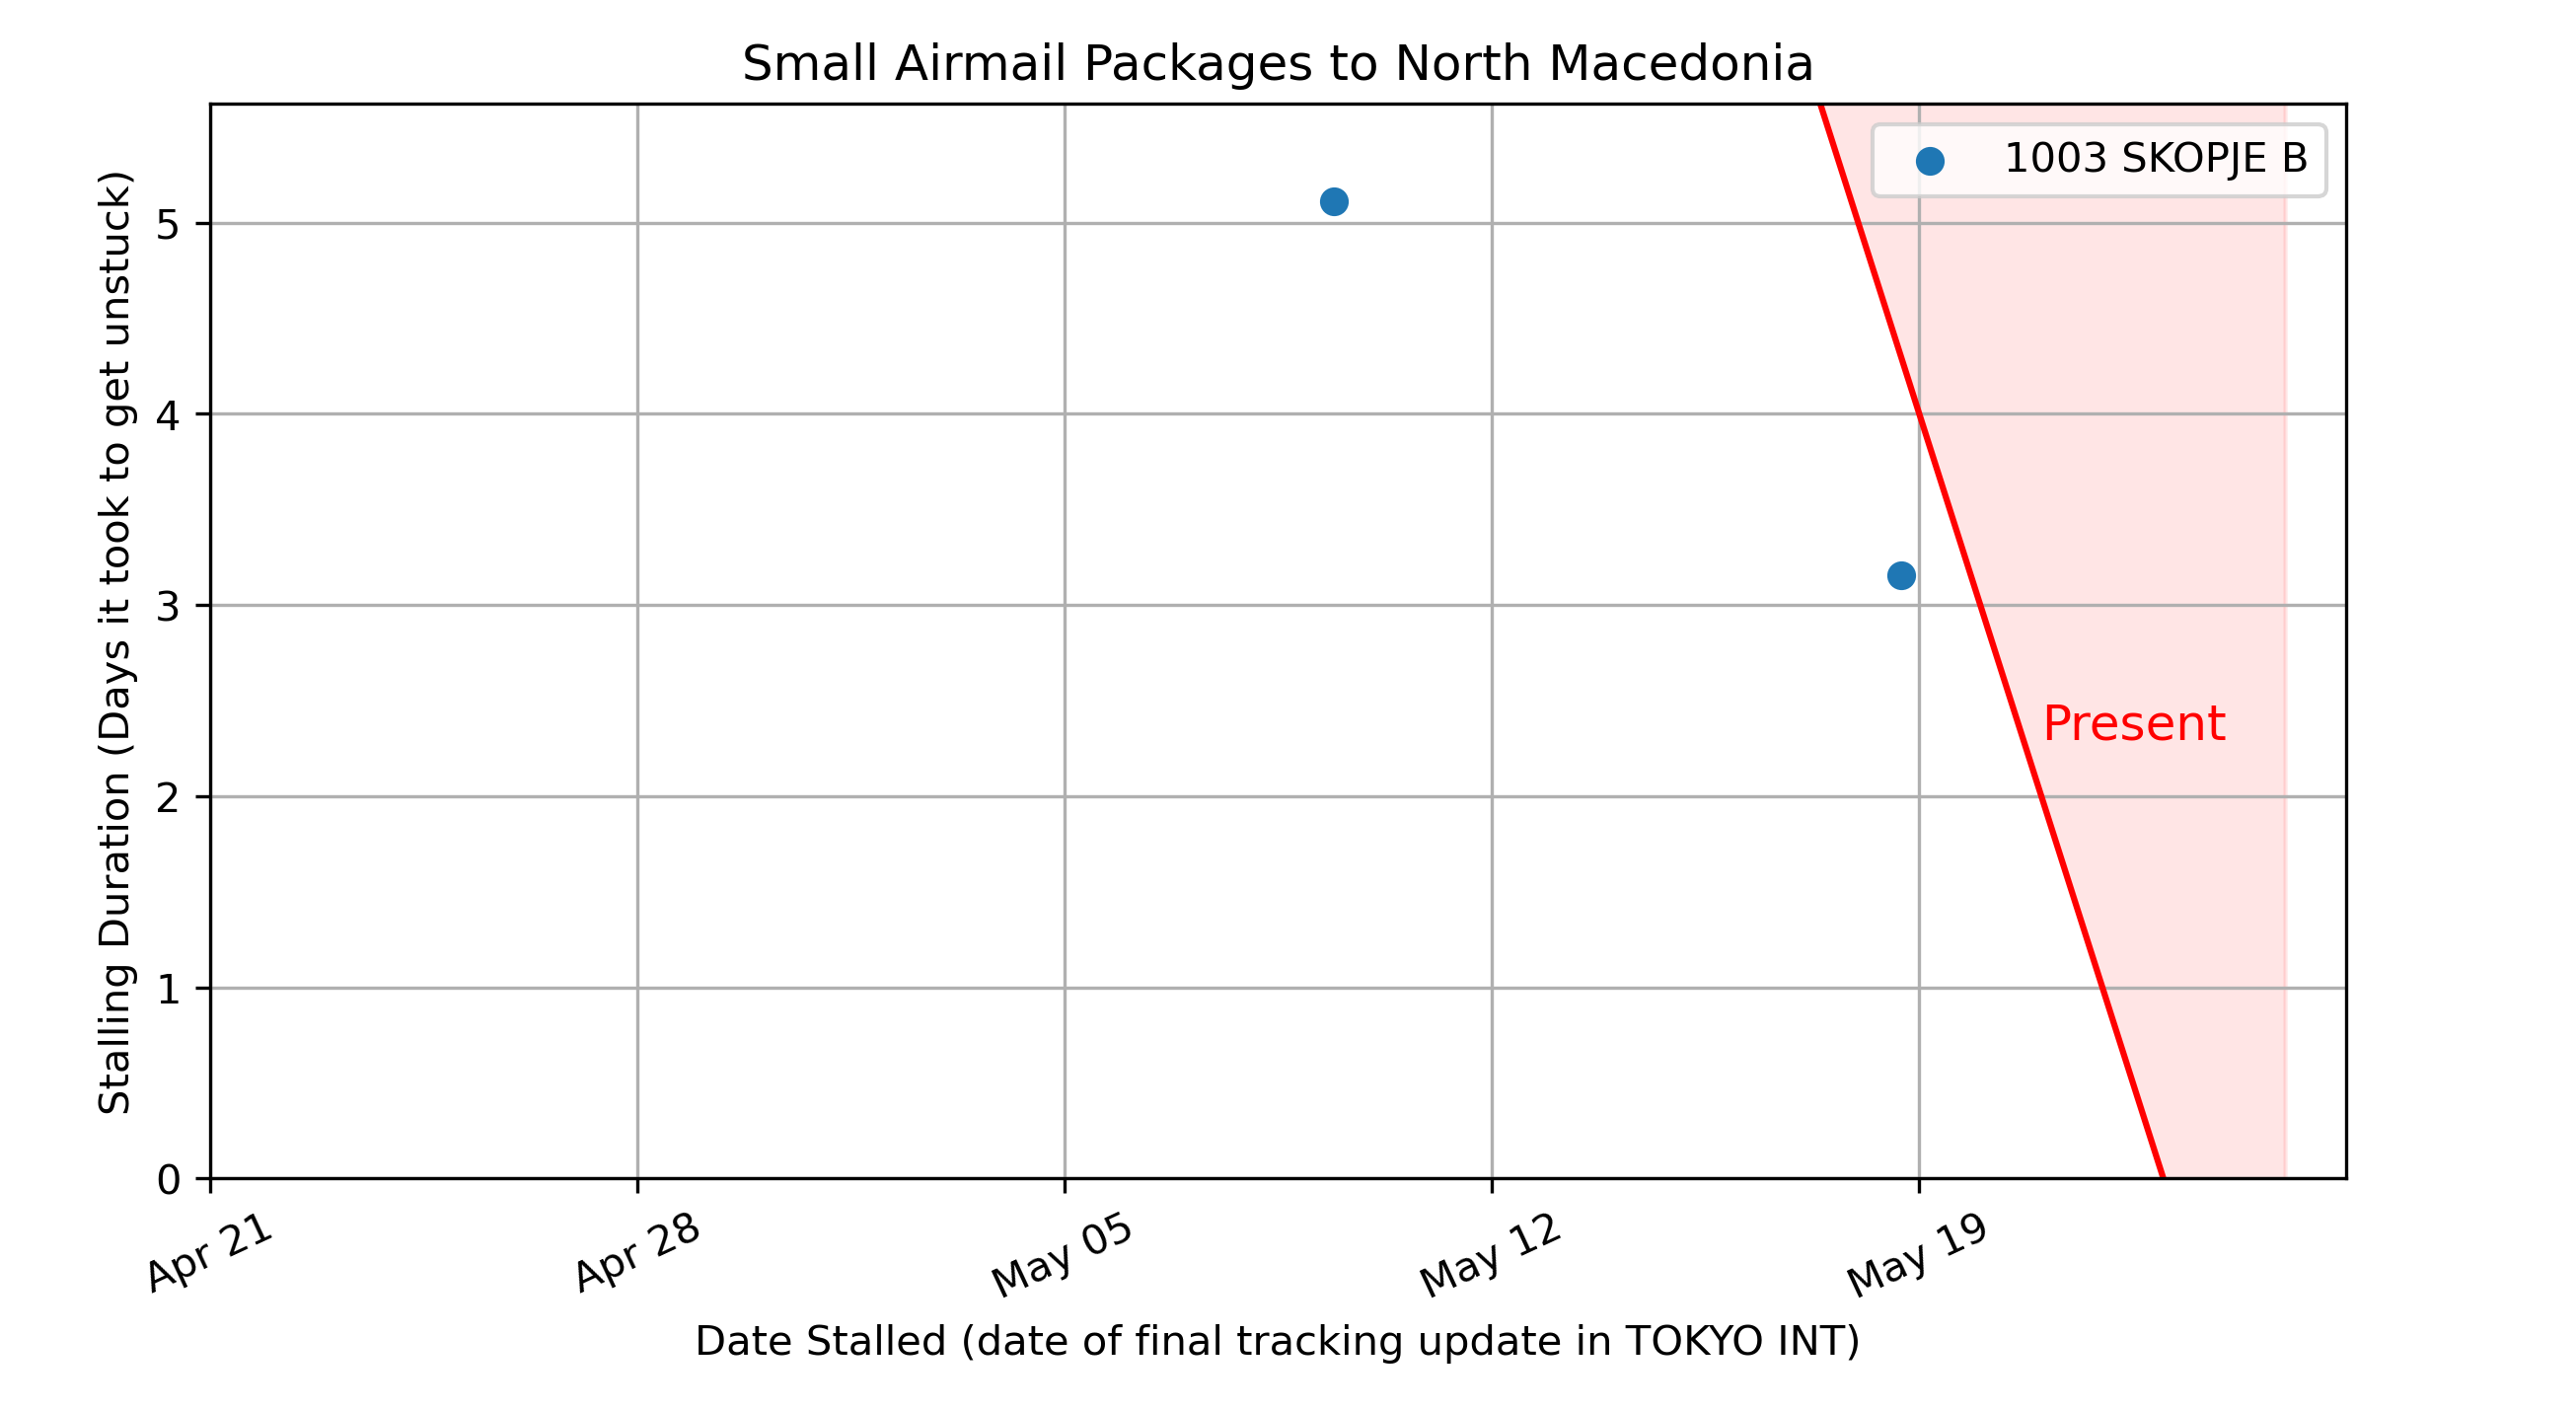 Small Airmail Packages to North Macedonia
1003 SKOPJE B
Stalling Duration (Days it took to get unstuck)
5
4
3
2
1
0
Present
Apr 21
Apr 28
May 05
May 12
May 19
Date Stalled (date of final tracking update in TOKYO INT)